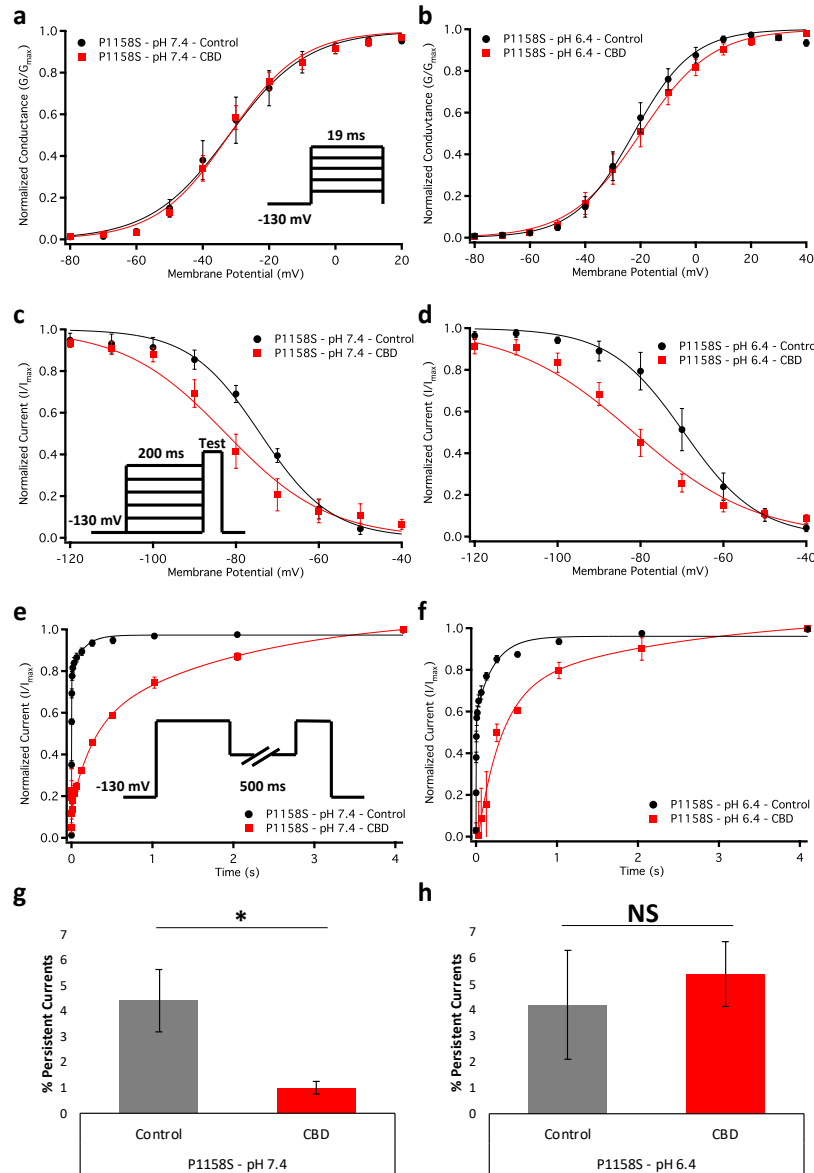 a
P1158S - pH 7.4 - Control
P1158S - pH 7.4 - CBD
Normalized Conductance (G/Gmax)
1.0
0.8
0.6
0.4
0.2
0.0
19 ms
-130 mV
-80 -60 -40 -20 0 20
Membrane Potential (mV)
b
P1158S - pH 6.4 - Control
P1158S - pH 6.4 - CBD
Normalized Conduvtance (G/Gmax)
1.0
0.8
0.6
0.4
0.2
0.0
-80 -60 -40 -20 0 20 40
Membrane Potential (mV)
c
P1158S - pH 7.4 - Control
P1158S - pH 7.4 - CBD
Normalized Current (I/Imax)
1.0
0.8
0.6
0.4
0.2
0.0
Test
200 ms
-130 mV
-120 -100 -80 -60 -40
Membrane Potential (mV)
d
P1158S - pH 6.4 - Control
P1158S - pH 6.4 - CBD
Normalized Current (I/Imax)
1.0
0.8
0.6
0.4
0.2
0.0
-120 -100 -80 -60 -40
Membrane Potential (mV)
e
Normalized Current (I/Imax)
1.0
0.8
0.6
0.4
0.2
0.0
-130 mV
500 ms
P1158S - pH 7.4 - Control
P1158S - pH 7.4 - CBD
0 1 2 3 4
Time (s)
f
Normalized Current (I/Imax)
1.0
0.8
0.6
0.4
0.2
0.0
P1158S - pH 6.4 - Control
P1158S - pH 6.4 - CBD
0 1 2 3 4
Time (s)
g
*
% Persistent Currents
7
6
5
4
3
2
1
0
Control CBD
P1158S - pH 7.4
h
NS
% Persistent Currents
7
6
5
4
3
2
1
0
Control CBD
P1158S - pH 6.4